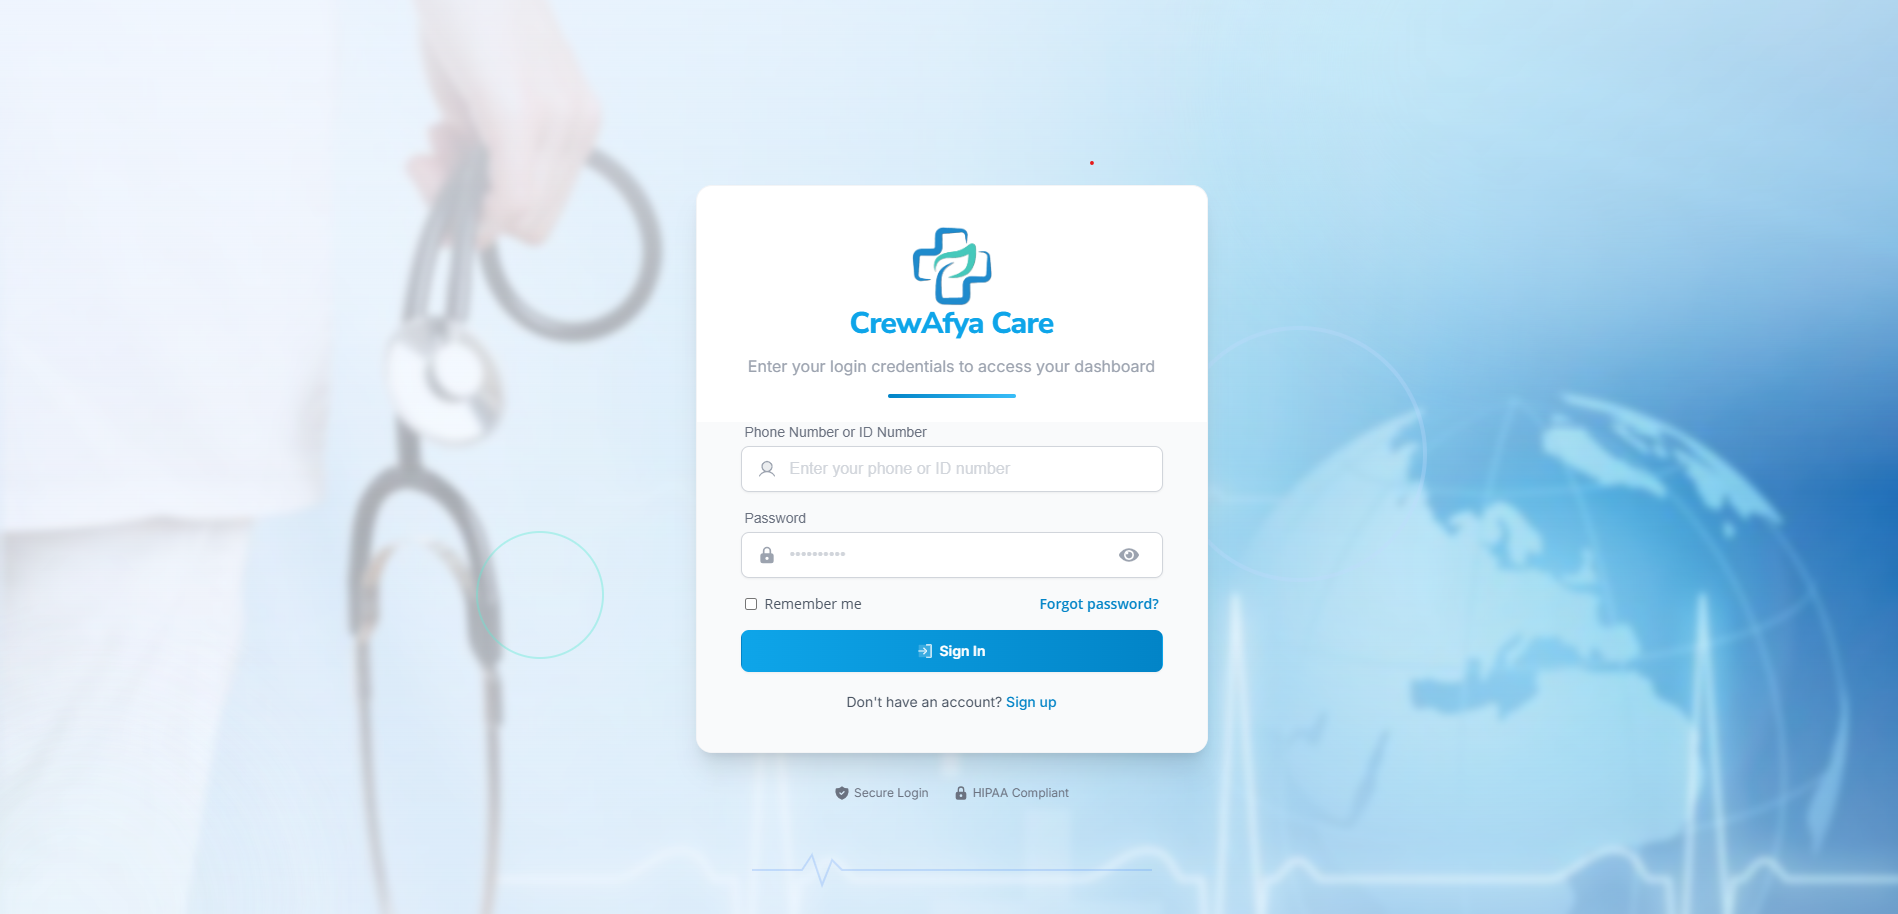 CrewAfya Care
Enter your login credentials to access your dashboard
Phone Number or ID Number
Enter your phone or ID number
Password
••••••••••
Remember me
Forgot password?
Sign In
Don't have an account? Sign up
Secure Login
HIPAA Compliant